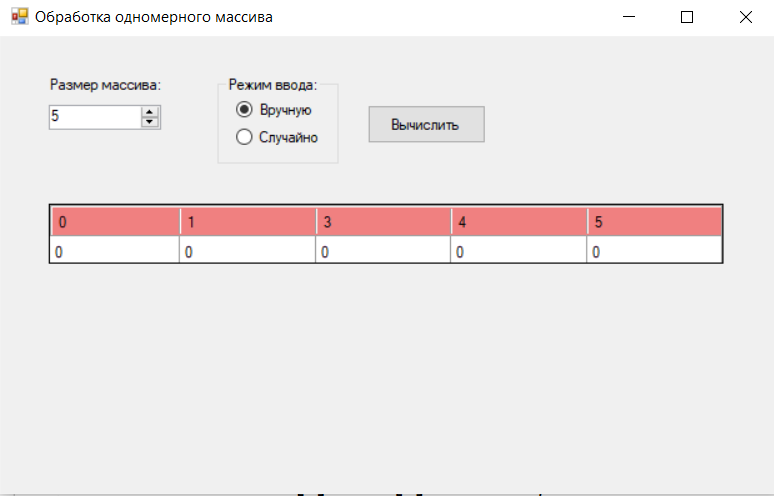 Обработка одномерного массива
Размер массива:
5
Режим ввода:
Вручную
Случайно
Вычислить
0 1 3 4 5
0 0 0 0 0